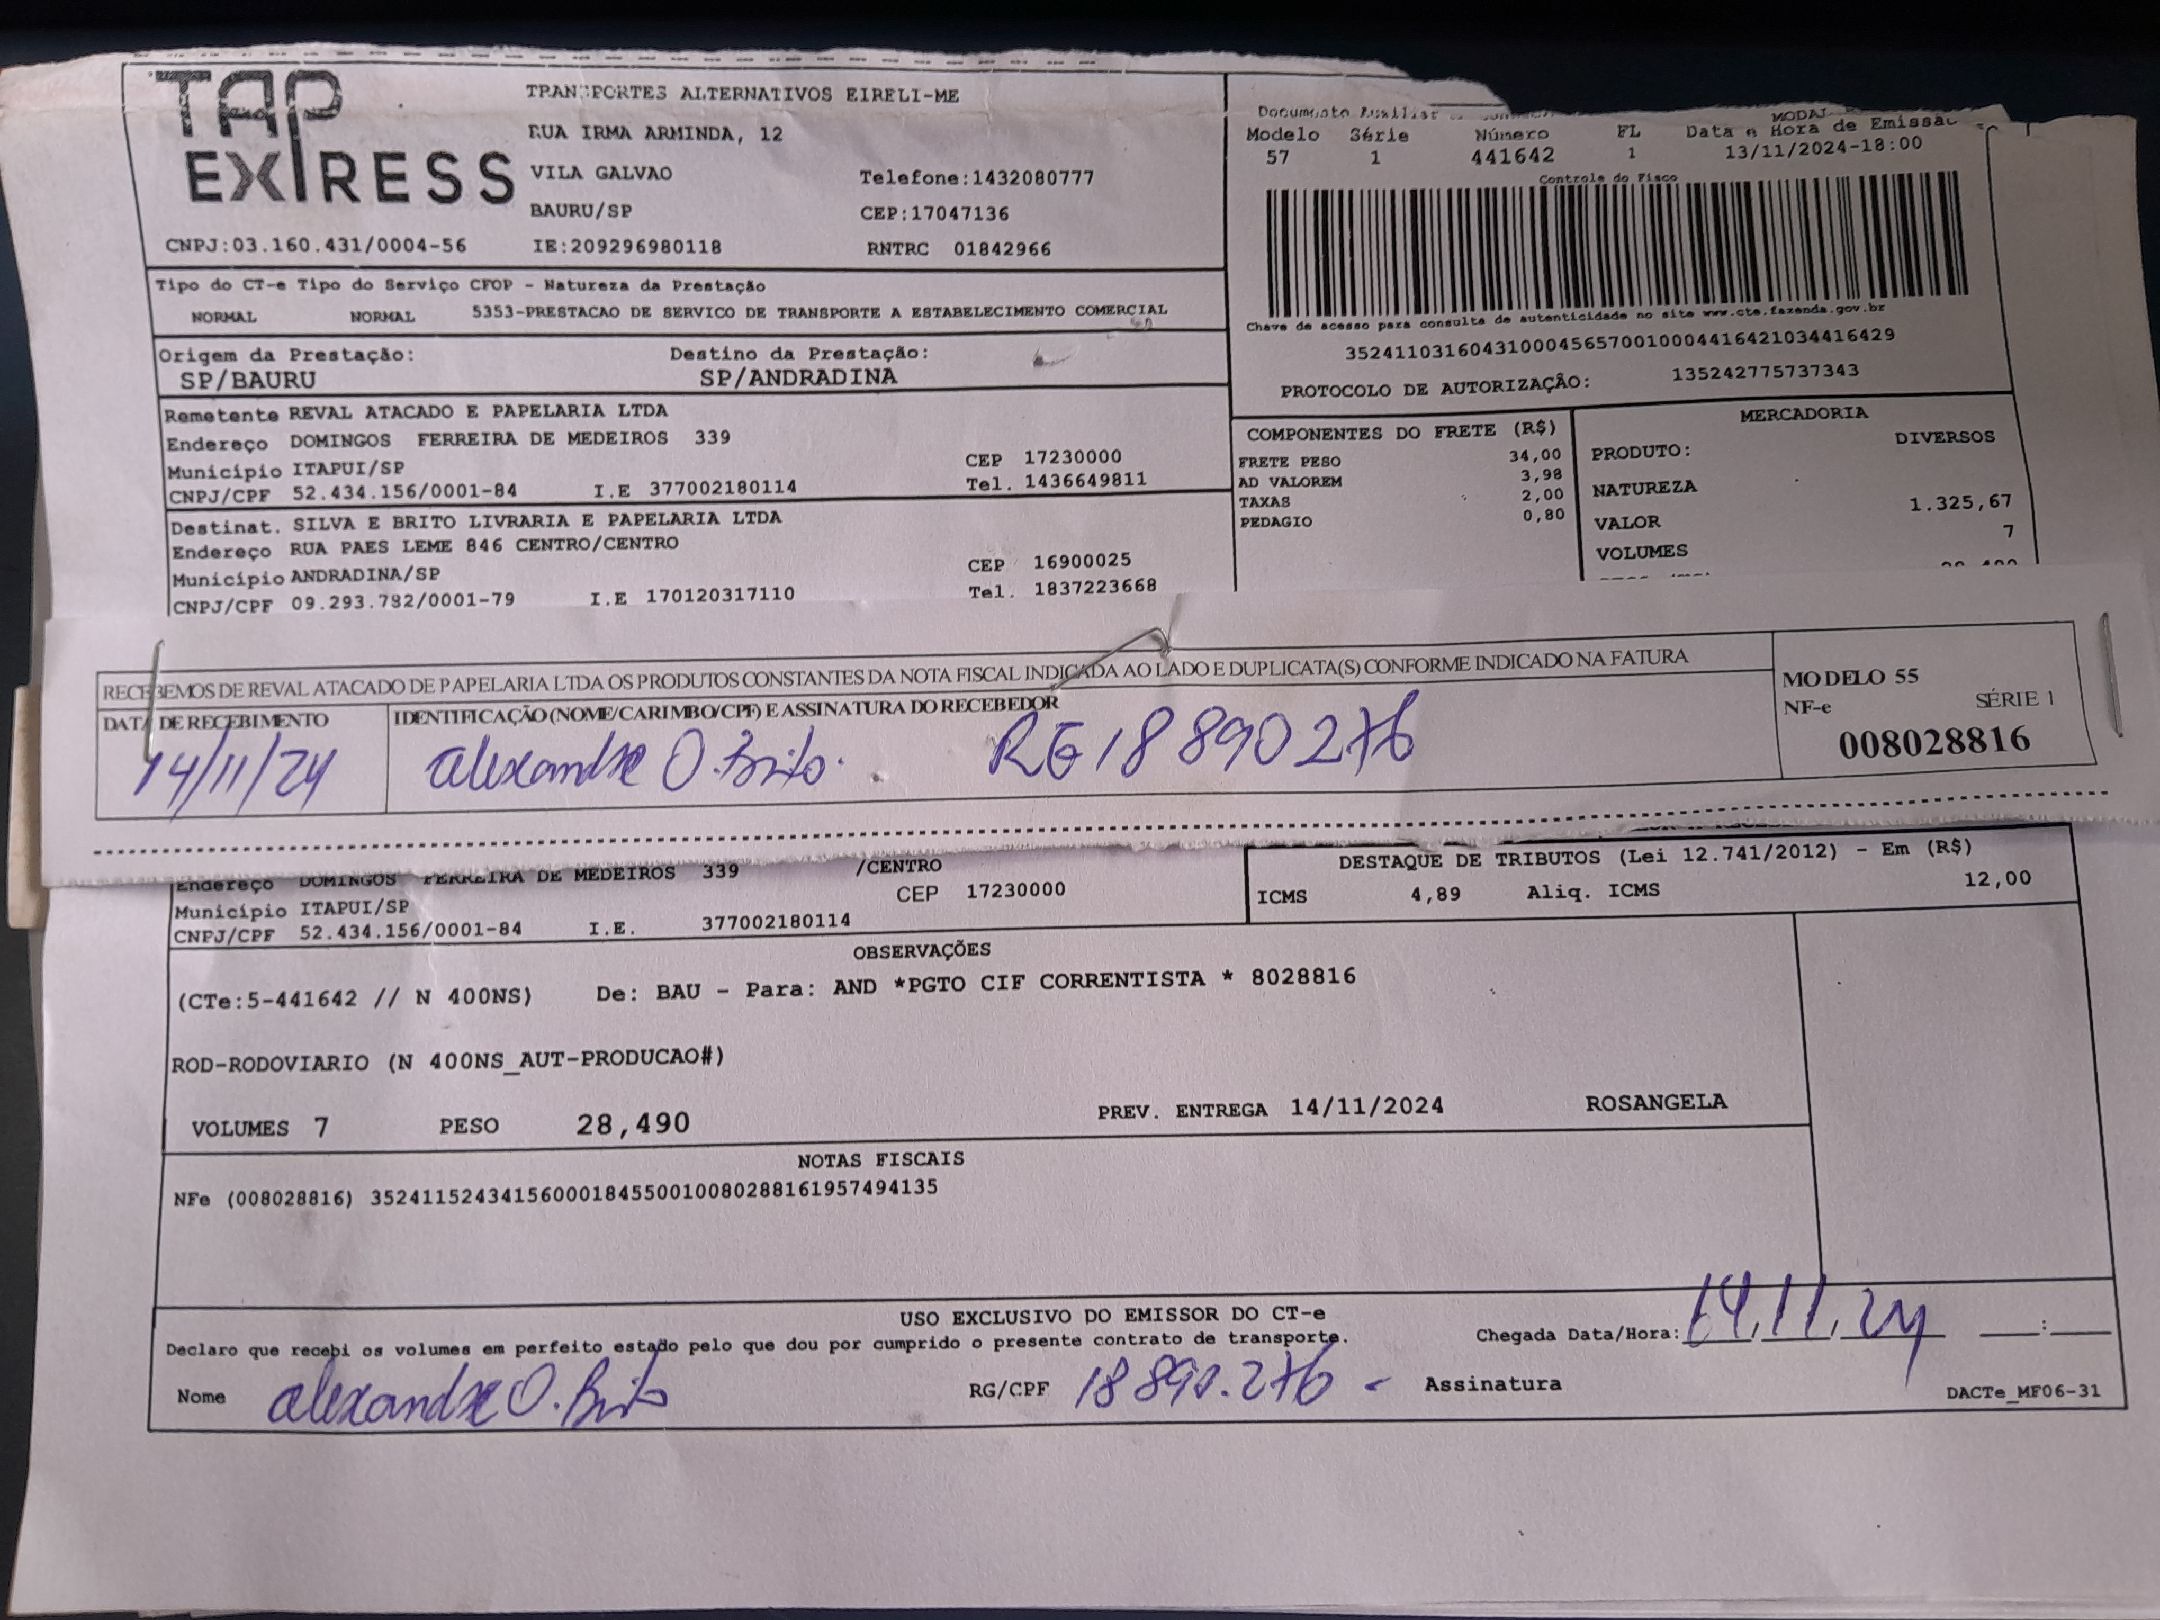 TAP EXPRESS
TRANSPORTES ALTERNATIVOS EIRELI-ME
RUA IRMA ARMINDA, 12
VILA GALVAO Telefone:1432080777
BAURU/SP CEP:17047136
CNPJ:03.160.431/0004-56 IE:209296980118 RNTRC 01842966
Documento Auxiliar
MODAL
Modelo Série Número FL Data e Hora de Emissão
57 1 441642 1 13/11/2024-18:00
Controle do Fisco
Chave de acesso para consulta de autenticidade no site www.cte.fazenda.gov.br
35241103160431000456570010004416421034416429
PROTOCOLO DE AUTORIZAÇÃO: 135242775737343
Tipo do CT-e Tipo do Serviço CFOP - Natureza da Prestação
NORMAL NORMAL 5353-PRESTACAO DE SERVICO DE TRANSPORTE A ESTABELECIMENTO COMERCIAL
Origem da Prestação: Destino da Prestação:
SP/BAURU SP/ANDRADINA
Remetente REVAL ATACADO E PAPELARIA LTDA
Endereço DOMINGOS FERREIRA DE MEDEIROS 339
Município ITAPUI/SP CEP 17230000
CNPJ/CPF 52.434.156/0001-84 I.E 377002180114 Tel. 1436649811
Destinat. SILVA E BRITO LIVRARIA E PAPELARIA LTDA
Endereço RUA PAES LEME 846 CENTRO/CENTRO
Município ANDRADINA/SP CEP 16900025
CNPJ/CPF 09.293.782/0001-79 I.E 170120317110 Tel. 1837223668
COMPONENTES DO FRETE (R$)
FRETE PESO 34,00
AD VALOREM 3,98
TAXAS 2,00
PEDAGIO 0,80
MERCADORIA
PRODUTO: DIVERSOS
NATUREZA
VALOR 1.325,67
VOLUMES 7
RECEBEMOS DE REVAL ATACADO DE PAPELARIA LTDA OS PRODUTOS CONSTANTES DA NOTA FISCAL INDICADA AO LADO E DUPLICATA(S) CONFORME INDICADO NA FATURA
DATA DE RECEBIMENTO IDENTIFICAÇÃO (NOME/CARIMBO/CPF) E ASSINATURA DO RECEBEDOR
14/11/24 alexandre O. Brito. RG 18 890 276
MODELO 55
NF-e SÉRIE 1
008028816
Endereço DOMINGOS FERREIRA DE MEDEIROS 339 /CENTRO
Município ITAPUI/SP CEP 17230000
CNPJ/CPF 52.434.156/0001-84 I.E. 377002180114
DESTAQUE DE TRIBUTOS (Lei 12.741/2012) - Em (R$)
ICMS 4,89 Aliq. ICMS 12,00
OBSERVAÇÕES
(CTe:5-441642 // N 400NS) De: BAU - Para: AND *PGTO CIF CORRENTISTA * 8028816
ROD-RODOVIARIO (N 400NS_AUT-PRODUCAO#)
VOLUMES 7 PESO 28,490 PREV. ENTREGA 14/11/2024 ROSANGELA
NOTAS FISCAIS
NFe (008028816) 35241152434156000184550010080288161957494135
USO EXCLUSIVO DO EMISSOR DO CT-e
Declaro que recebi os volumes em perfeito estado pelo que dou por cumprido o presente contrato de transporte. Chegada Data/Hora: 14.11.24 :
Nome alexandre O. Brito RG/CPF 18 890.276 - Assinatura
DACTe_MF06-31